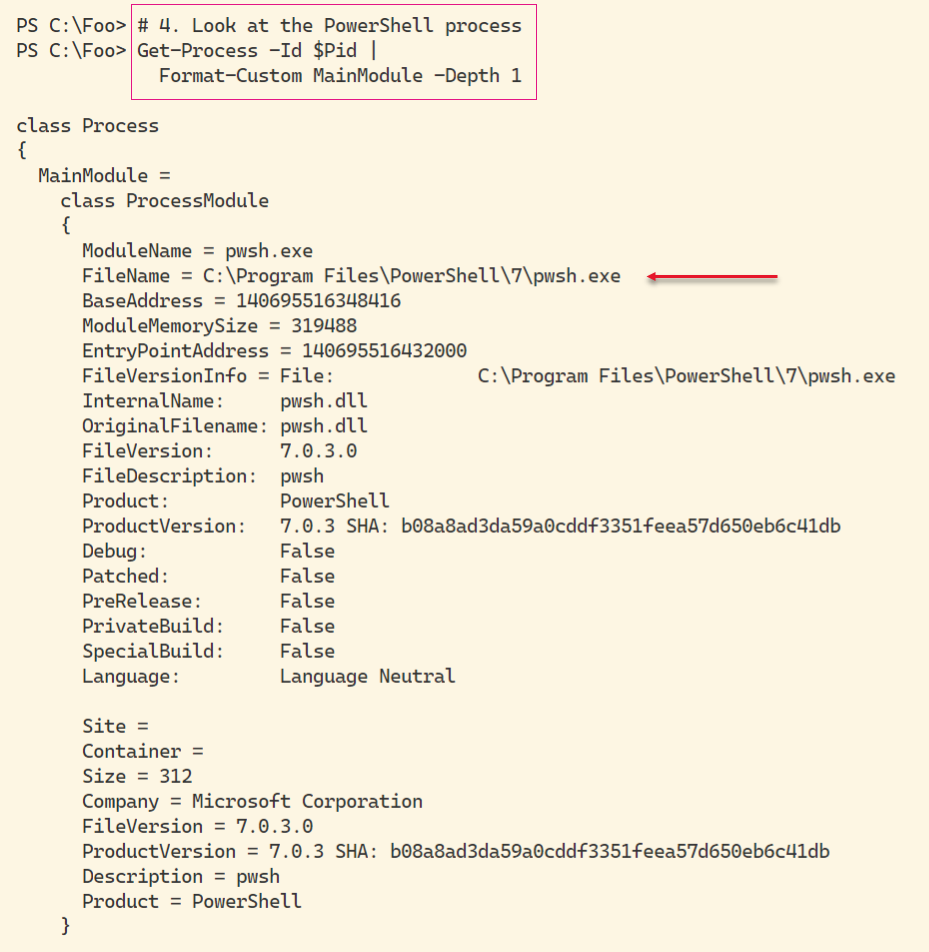 PS C:\Foo> # 4. Look at the PowerShell process
PS C:\Foo> Get-Process -Id $Pid |
  Format-Custom MainModule -Depth 1

class Process
{
  MainModule =
    class ProcessModule
    {
      ModuleName = pwsh.exe
      FileName = C:\Program Files\PowerShell\7\pwsh.exe
      BaseAddress = 140695516348416
      ModuleMemorySize = 319488
      EntryPointAddress = 140695516432000
      FileVersionInfo = File:             C:\Program Files\PowerShell\7\pwsh.exe
      InternalName:     pwsh.dll
      OriginalFilename: pwsh.dll
      FileVersion:      7.0.3.0
      FileDescription:  pwsh
      Product:          PowerShell
      ProductVersion:   7.0.3 SHA: b08a8ad3da59a0cddf3351feea57d650eb6c41db
      Debug:            False
      Patched:          False
      PreRelease:       False
      PrivateBuild:     False
      SpecialBuild:     False
      Language:         Language Neutral

      Site =
      Container =
      Size = 312
      Company = Microsoft Corporation
      FileVersion = 7.0.3.0
      ProductVersion = 7.0.3 SHA: b08a8ad3da59a0cddf3351feea57d650eb6c41db
      Description = pwsh
      Product = PowerShell
    }